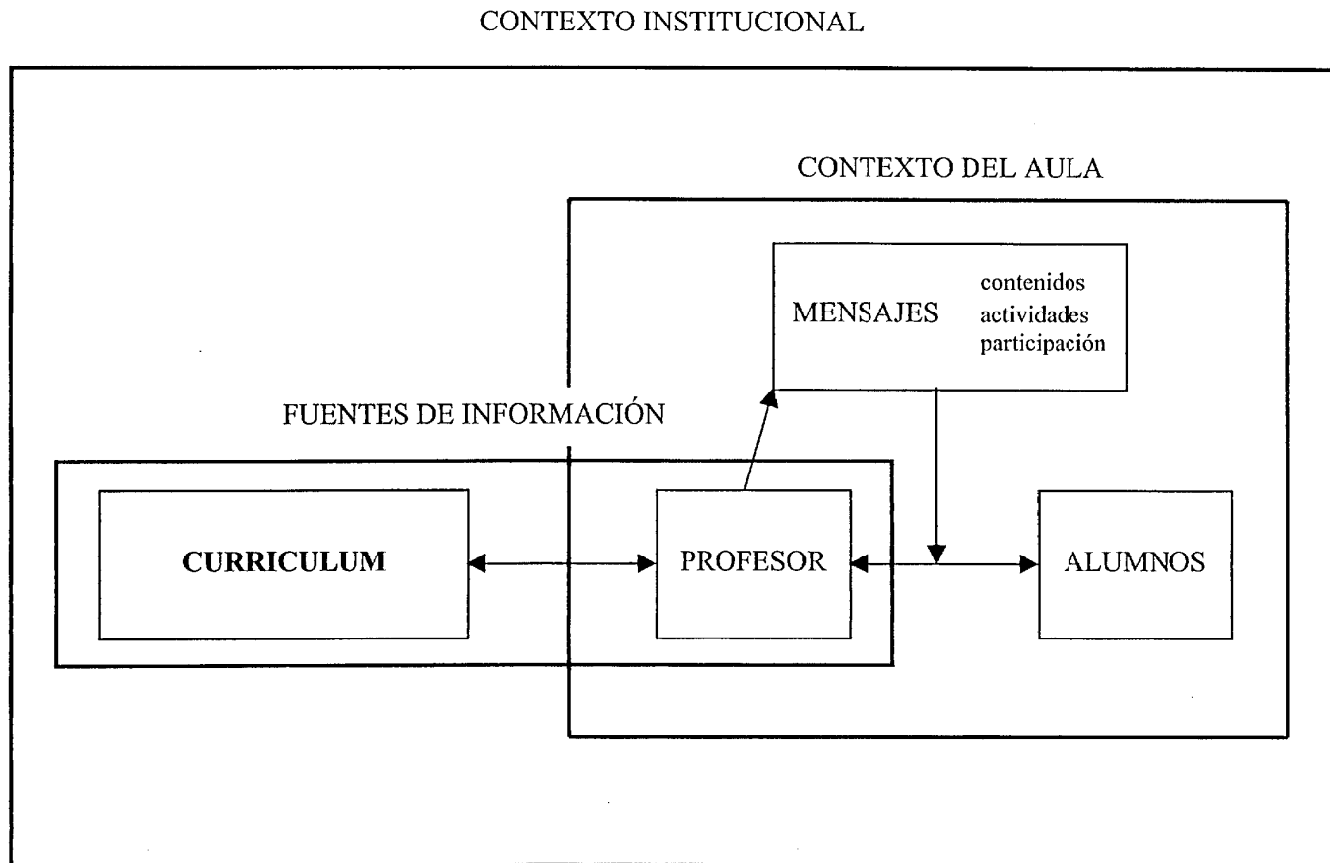 CONTEXTO INSTITUCIONAL
CONTEXTO DEL AULA
MENSAJES
contenidos
actividades
participación
FUENTES DE INFORMACIÓN
CURRICULUM
PROFESOR
ALUMNOS